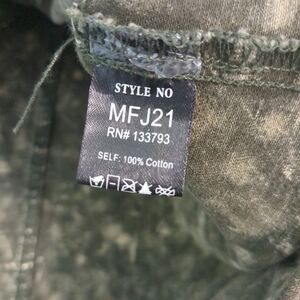 STYLE NO
MFJ21
RN# 133793
SELF: 100% Cotton